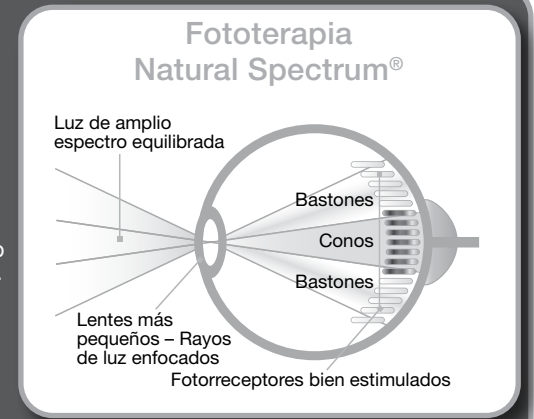 Fototerapia
Natural Spectrum®
Luz de amplio
espectro equilibrada
Bastones
Conos
Bastones
Lentes más
pequeños – Rayos
de luz enfocados
Fotorreceptores bien estimulados